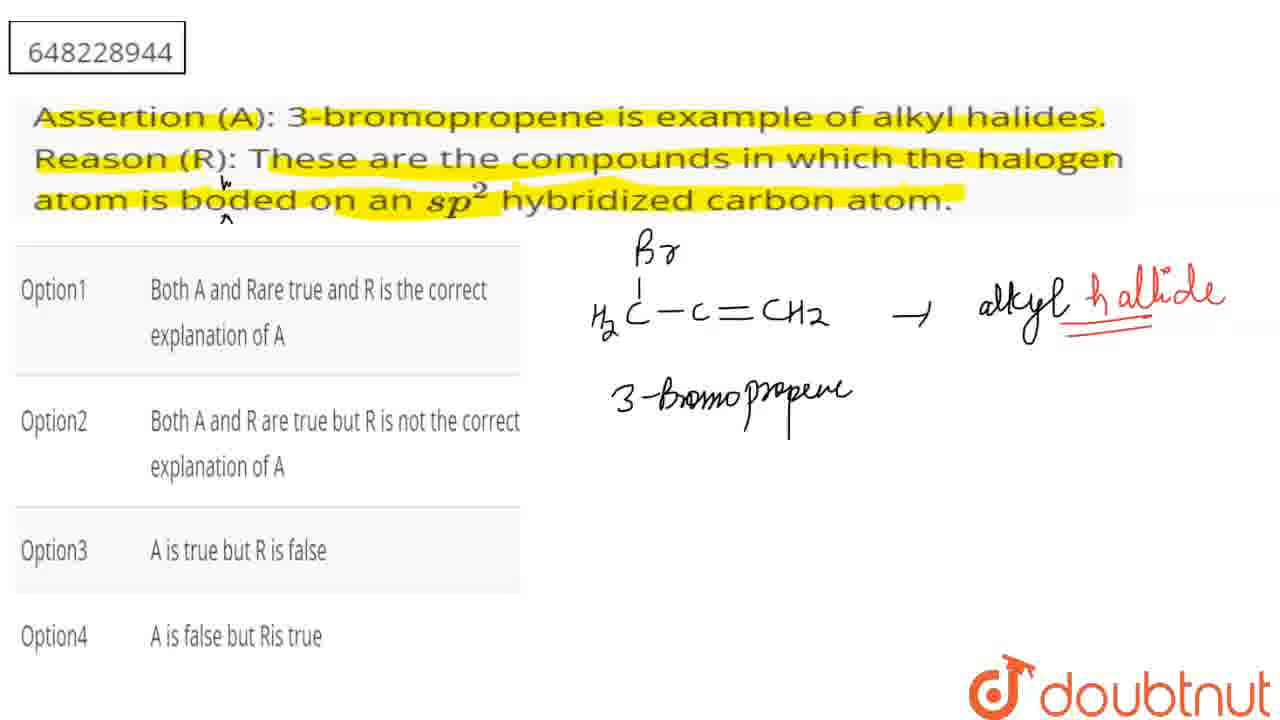 648228944
Assertion (A): 3-bromopropene is example of alkyl halides.
Reason (R): These are the compounds in which the halogen
atom is boded on an sp² hybridized carbon atom.
n
Option1 Both A and Rare true and R is the correct
explanation of A
Option2 Both A and R are true but R is not the correct
explanation of A
Option3 A is true but R is false
Option4 A is false but Ris true
Br
H₂C – C = CH₂ → alkyl hallide
3-Bromopropene
doubtnut